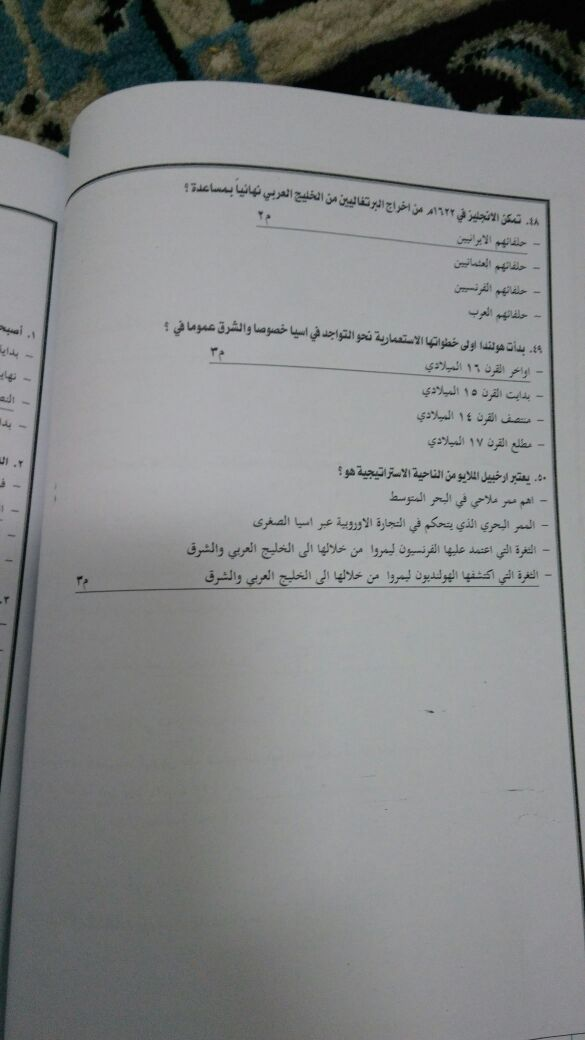 ٤٨. تمكن الانجليز في ١٦٢٢م من اخراج البرتغاليين من الخليج العربي نهائياً بمساعدة ؟
– حلفائهم الايرانيين م٢
– حلفائهم العثمانيين
– حلفائهم الفرنسيين
– حلفائهم العرب
٤٩. بدأت هولندا اولى خطواتها الاستعمارية نحو التواجد في اسيا خصوصا والشرق عموما في ؟
– اواخر القرن ١٦ الميلادي م٣
– بدايت القرن ١٥ الميلادي
– منتصف القرن ١٤ الميلادي
– مطلع القرن ١٧ الميلادي
٥٠. يعتبر ارخبيل الملايو من الناحية الاستراتيجية هو؟
– اهم ممر ملاحي في البحر المتوسط
– الممر البحري الذي يتحكم في التجارة الاوروبية عبر اسيا الصغرى
– الثغرة التي اعتمد عليها الفرنسيون ليمروا من خلالها الى الخليج العربي والشرق
– الثغرة التي اكتشفها الهولنديون ليمروا من خلالها الى الخليج العربي والشرق م٣
١. أصبح
– بداية